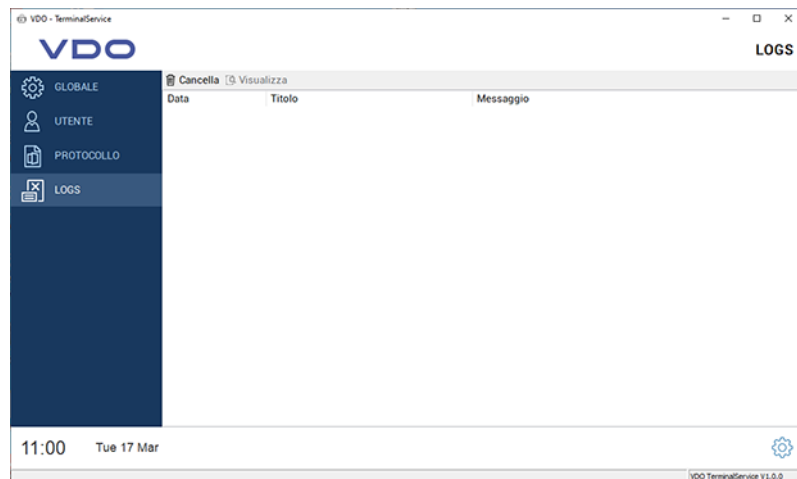 VDO - TerminalService
VDO
LOGS
GLOBALE
UTENTE
PROTOCOLLO
LOGS
Cancella Visualizza
Data Titolo Messaggio
11:00 Tue 17 Mar
VDO TerminalService V1.0.0